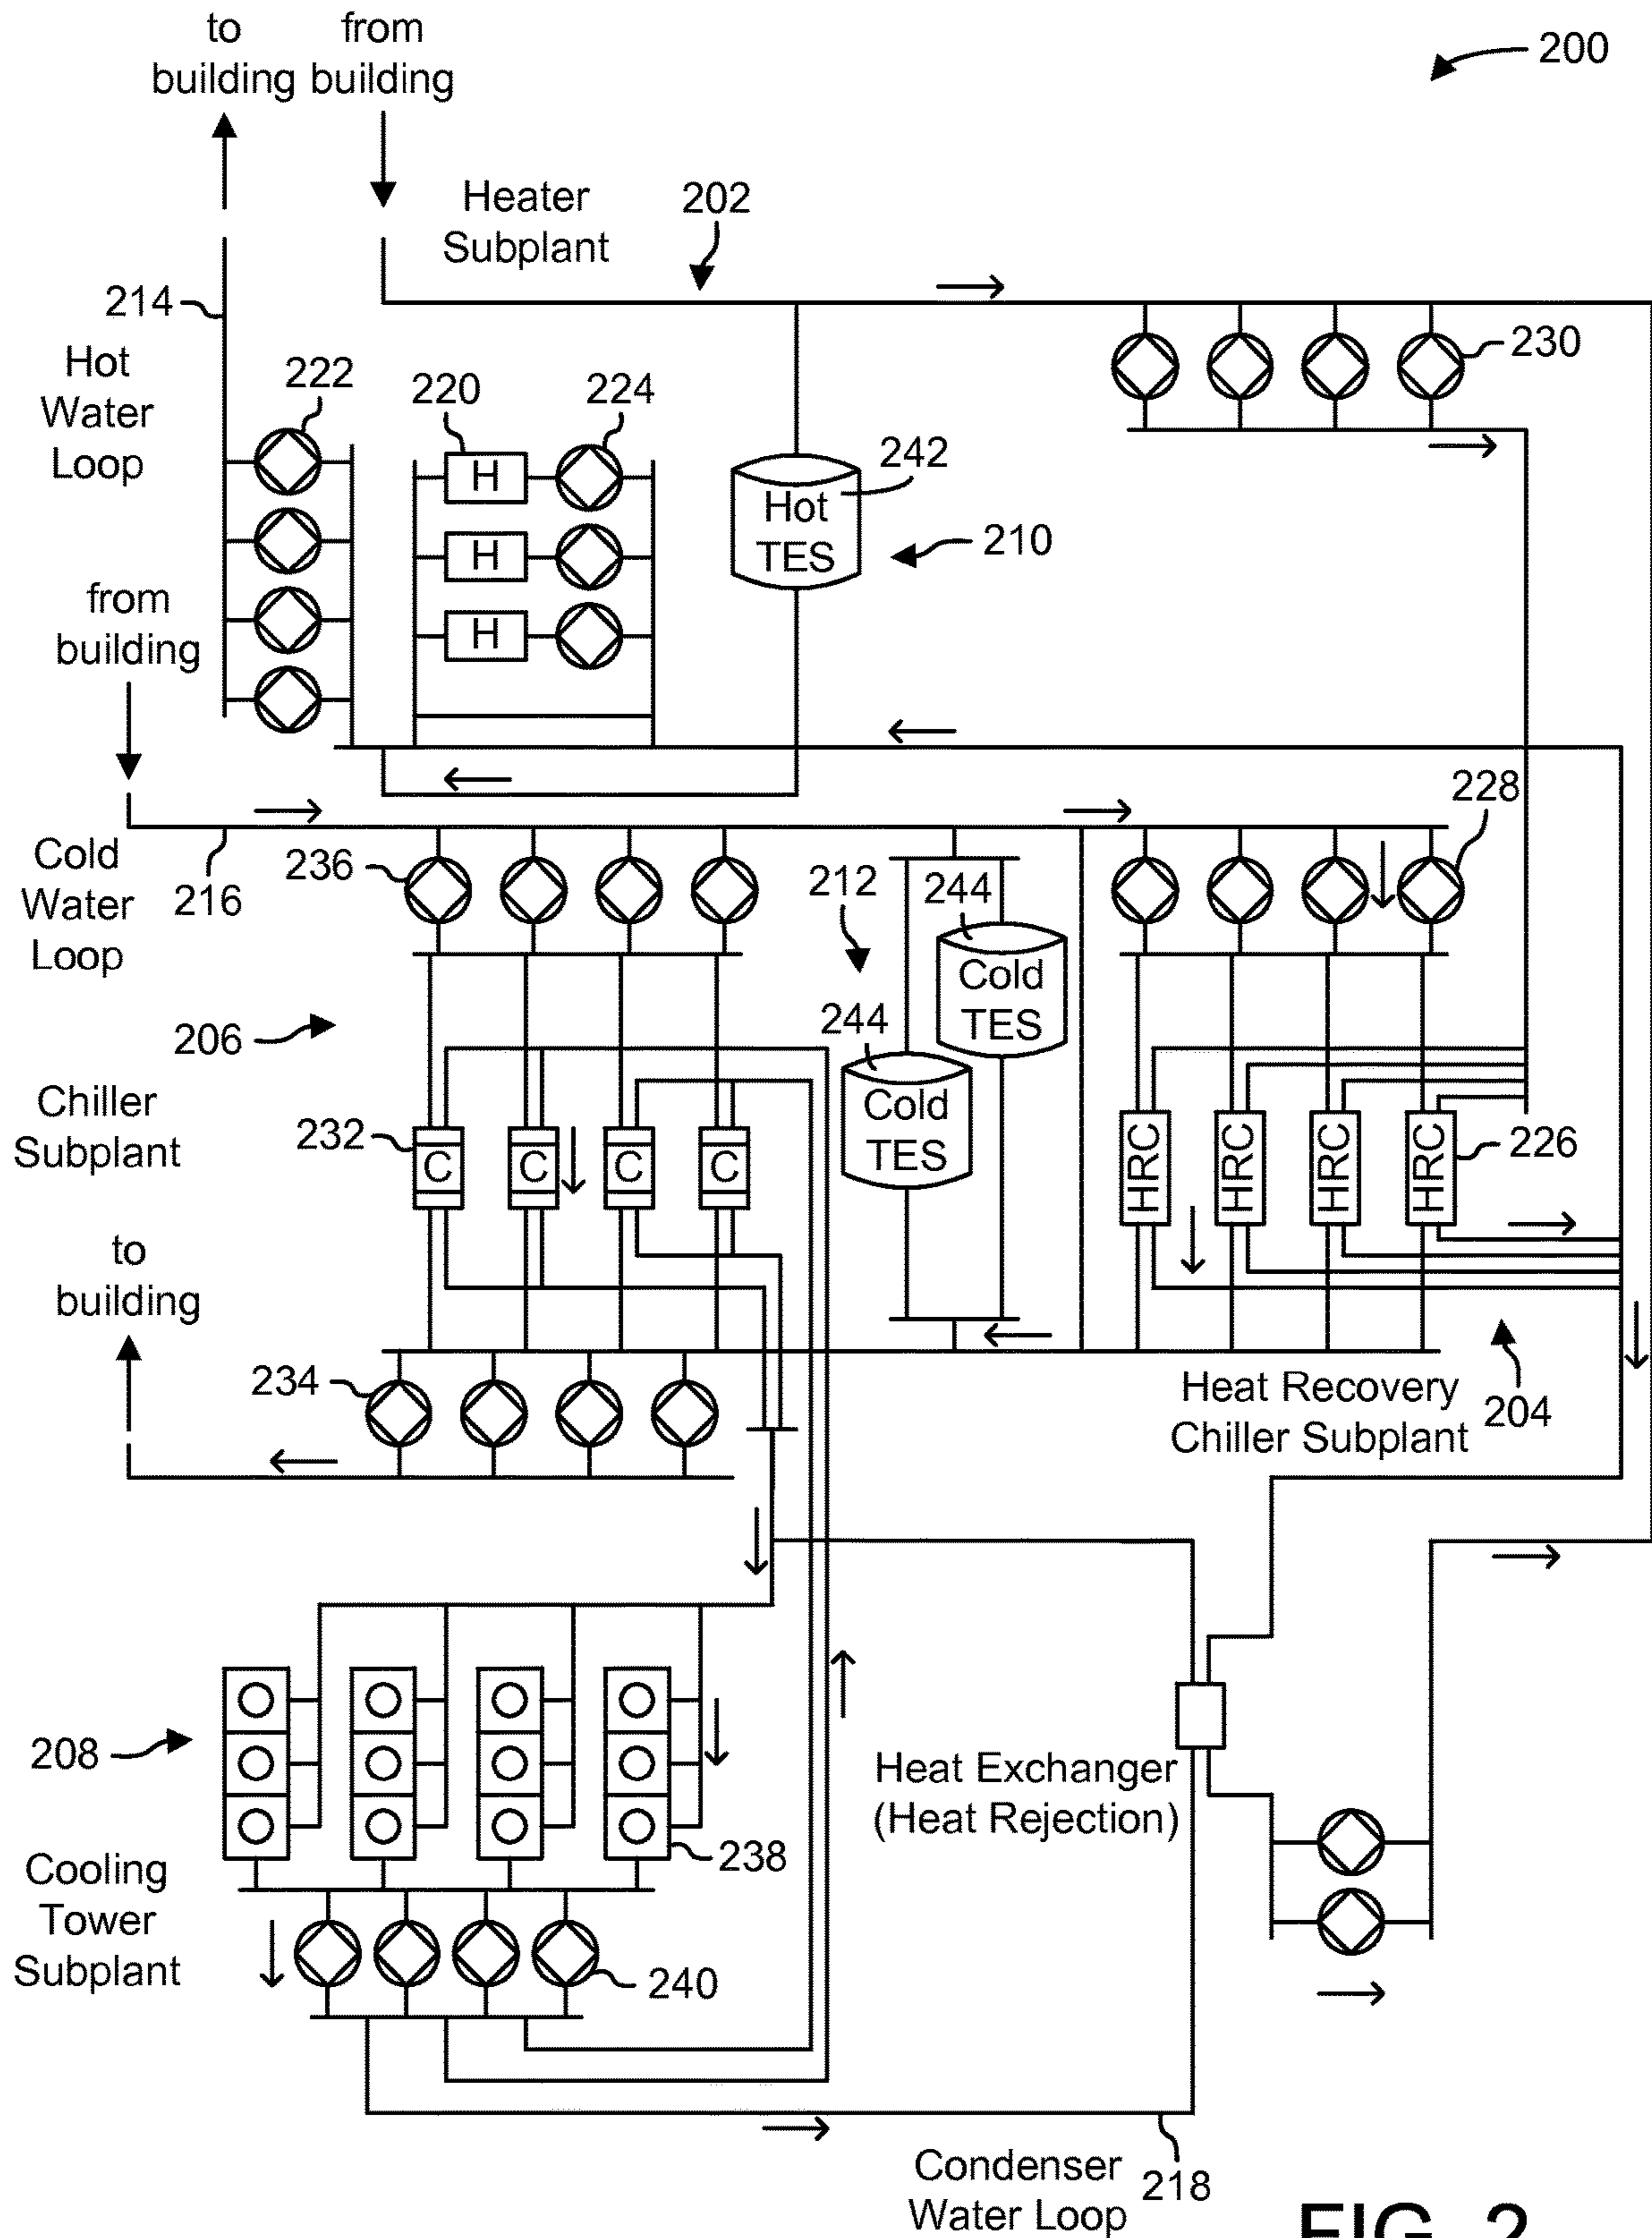 to
building
from
building
200
Heater
Subplant
202
214
Hot
Water
Loop
222
220
224
230
H
H
H
Hot
TES
242
210
from
building
228
Cold
Water
Loop
216
236
212
244
Cold
TES
244
Cold
TES
206
Chiller
Subplant
232
C
C
C
C
HRC
HRC
HRC
HRC
226
to
building
234
Heat Recovery
Chiller Subplant
204
208
Heat Exchanger
(Heat Rejection)
238
Cooling
Tower
Subplant
240
Condenser
Water Loop
218
FIG. 2